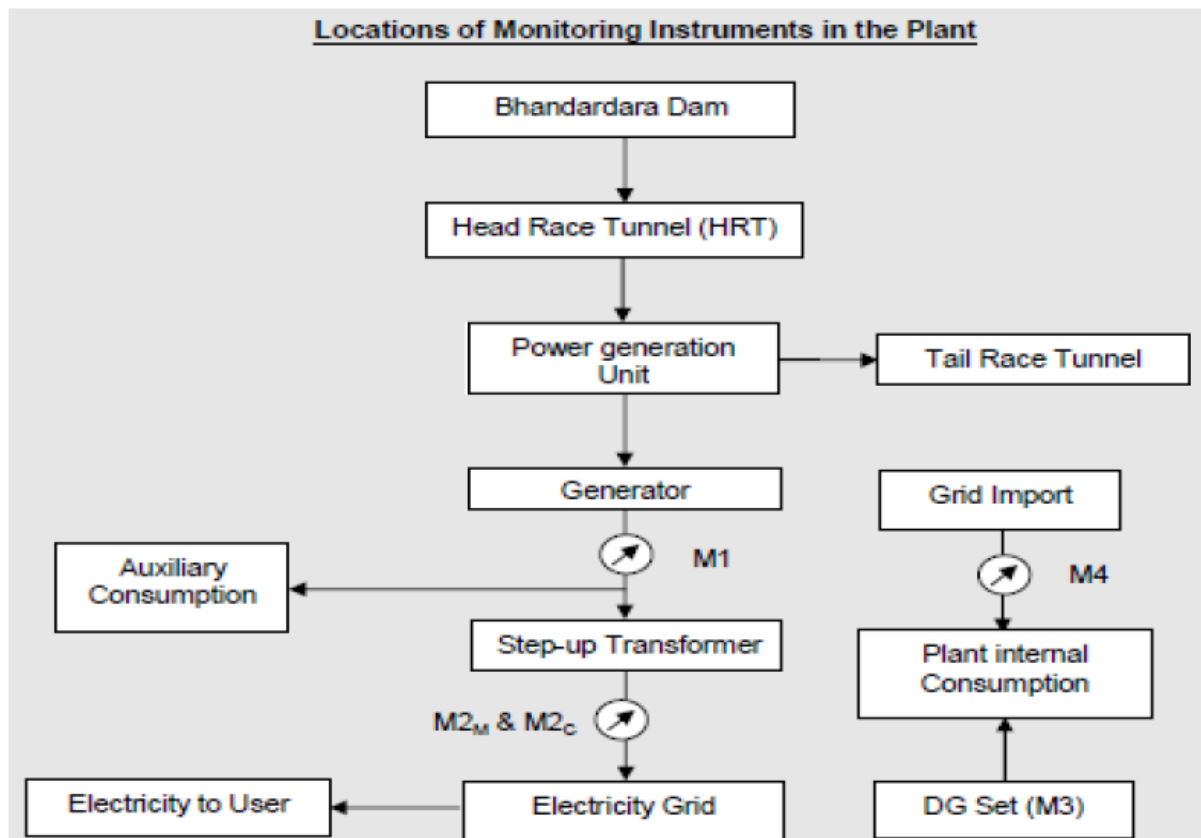 Locations of Monitoring Instruments in the Plant
Bhandardara Dam
Head Race Tunnel (HRT)
Power generation
Unit
Tail Race Tunnel
Generator
Grid Import
M1
M4
Auxiliary
Consumption
Step-up Transformer
Plant internal
Consumption
M2M & M2C
Electricity to User
Electricity Grid
DG Set (M3)